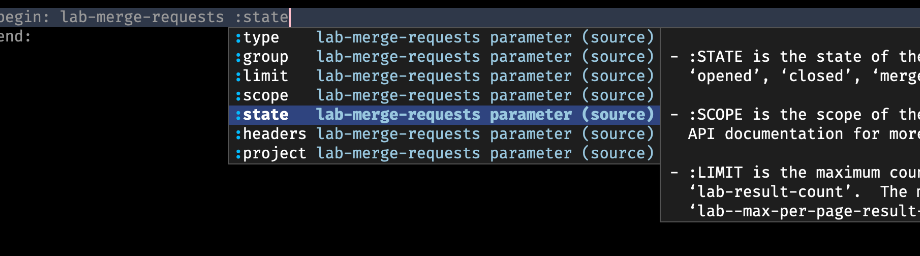 begin: lab-merge-requests :state
end:
:type lab-merge-requests parameter (source)
:group lab-merge-requests parameter (source)
:limit lab-merge-requests parameter (source)
:scope lab-merge-requests parameter (source)
:state lab-merge-requests parameter (source)
:headers lab-merge-requests parameter (source)
:project lab-merge-requests parameter (source)
- :STATE is the state of the
‘opened’, ‘closed’, ‘merge
- :SCOPE is the scope of the
API documentation for more
- :LIMIT is the maximum coun
‘lab-result-count’. The m
‘lab--max-per-page-result-